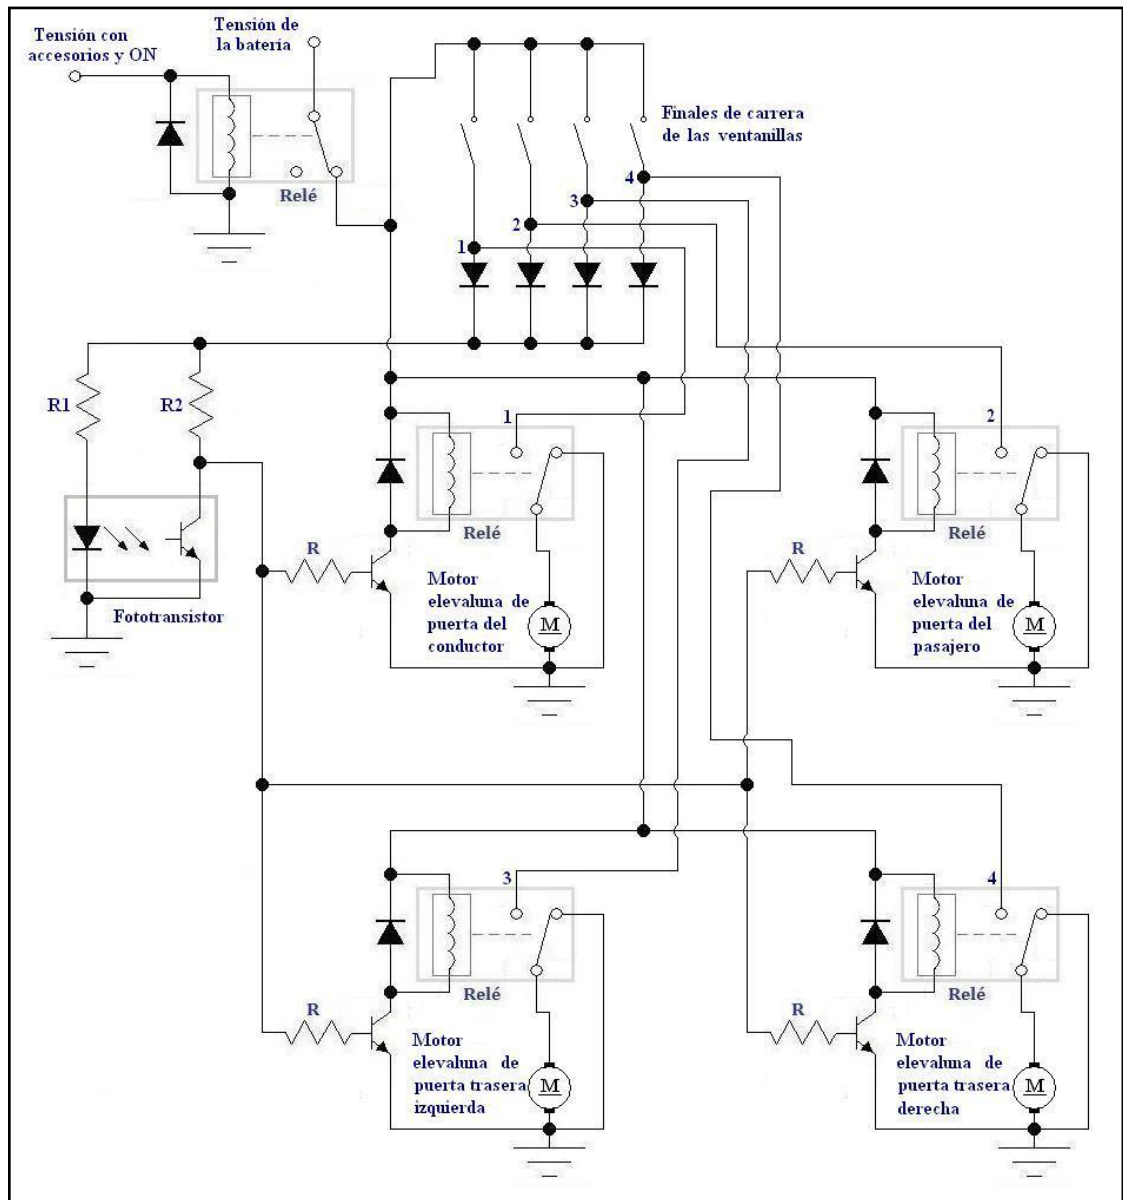 Tensión con
accesorios y ON
Tensión de
la batería
Relé
Finales de carrera
de las ventanillas
4
3
2
1
R1
R2
Fototransistor
1
Relé
R
Motor
elevaluna de
puerta del
conductor
M
2
Relé
R
Motor
elevaluna de
puerta del
pasajero
M
3
Relé
R
Motor
elevaluna de
puerta trasera
izquierda
M
4
Relé
R
Motor
elevaluna de
puerta trasera
derecha
M